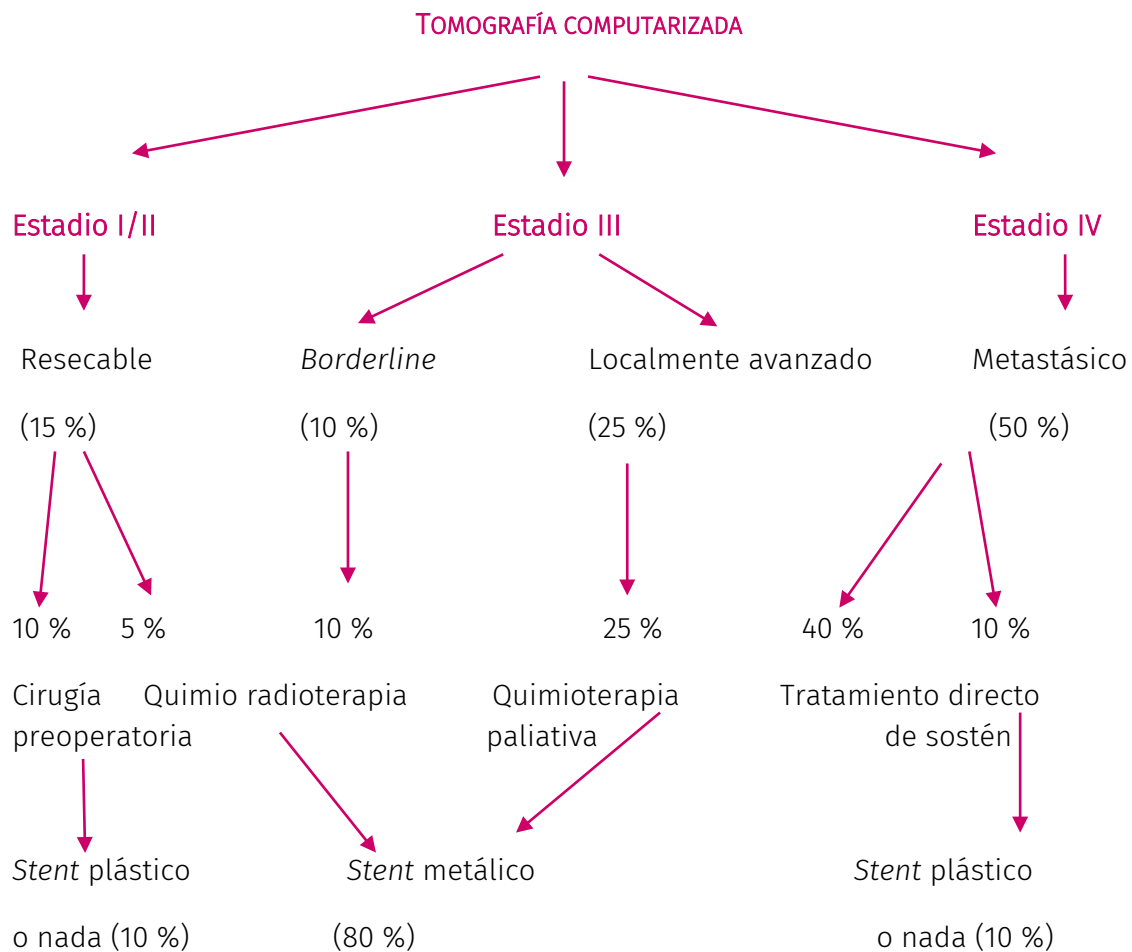 TOMOGRAFÍA COMPUTARIZADA
Estadio I/II
Estadio III
Estadio IV
Resecable
Borderline
Localmente avanzado
Metastásico
(15 %)
(10 %)
(25 %)
(50 %)
10 %
5 %
10 %
25 %
40 %
10 %
Cirugía
preoperatoria
Quimio radioterapia
Quimioterapia
paliativa
Tratamiento directo
de sostén
Stent plástico
o nada (10 %)
Stent metálico
(80 %)
Stent plástico
o nada (10 %)